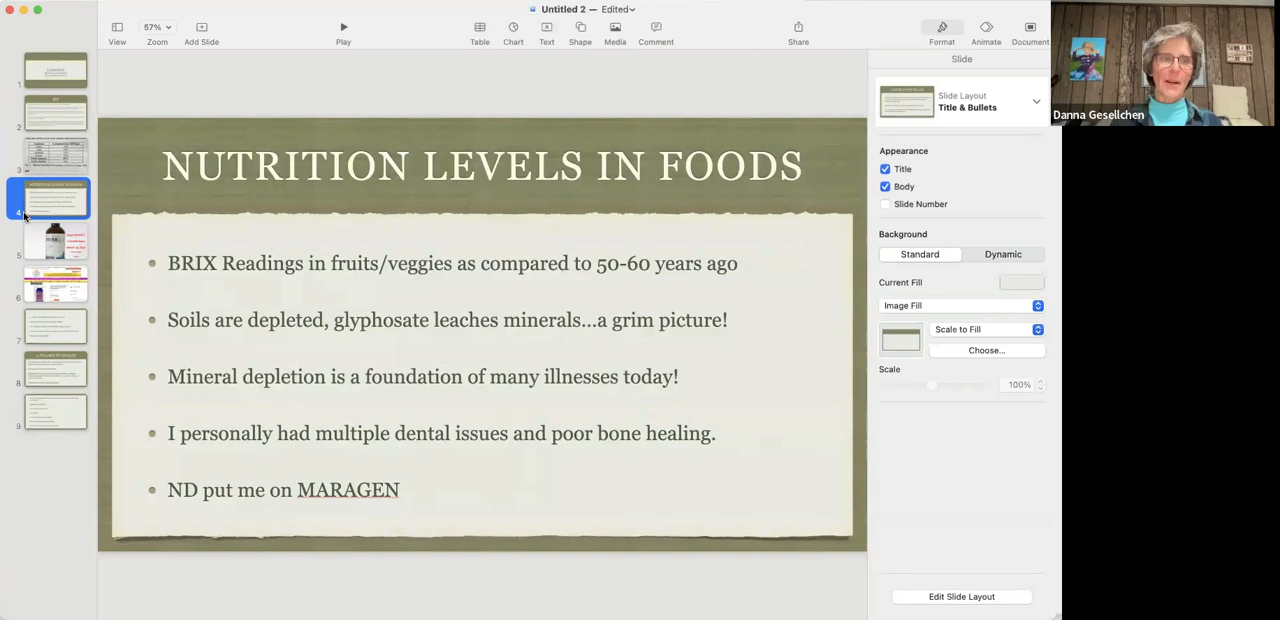 Untitled 2 — Edited
57%
View Zoom Add Slide Play Table Chart Text Shape Media Comment Share Format Animate Document
Slide
Slide Layout
Title & Bullets
Danna Gesellchen
Appearance
Title
Body
Slide Number
Background
Standard Dynamic
Current Fill
Image Fill
Scale to Fill
Choose...
Scale
100%
Edit Slide Layout
1
2
3
4
5
6
7
8
9
NUTRITION LEVELS IN FOODS
• BRIX Readings in fruits/veggies as compared to 50-60 years ago
• Soils are depleted, glyphosate leaches minerals...a grim picture!
• Mineral depletion is a foundation of many illnesses today!
• I personally had multiple dental issues and poor bone healing.
• ND put me on MARAGEN